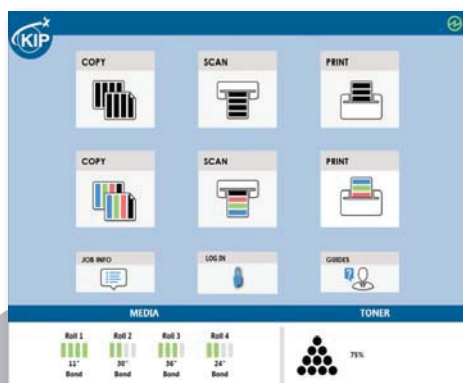 KIP
COPY SCAN PRINT
COPY SCAN PRINT
JOB INFO LOG IN GUIDES
MEDIA TONER
Roll 1 Roll 2 Roll 3 Roll 4
11" 30" 36" 24"
Bond Bond Bond Bond
75%